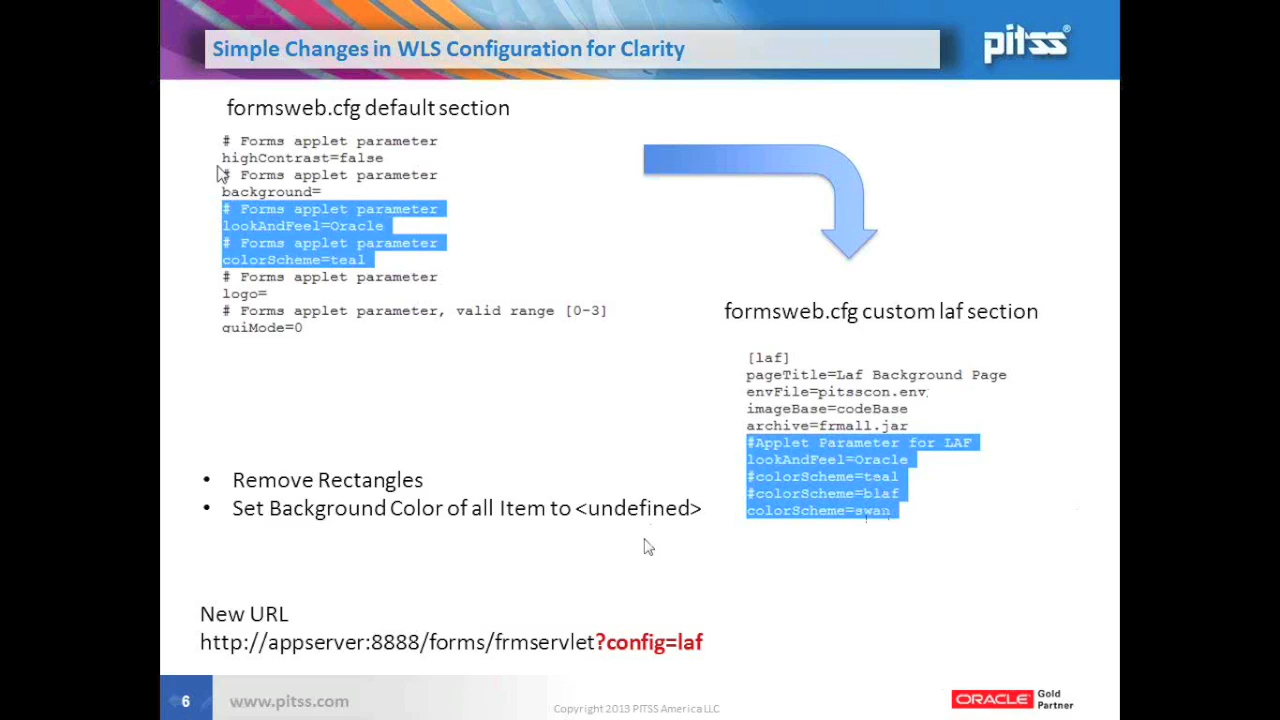 Simple Changes in WLS Configuration for Clarity
pitss
formsweb.cfg default section
# Forms applet parameter
highContrast=false
# Forms applet parameter
background=
# Forms applet parameter
lookAndFeel=Oracle
# Forms applet parameter
colorScheme=teal
# Forms applet parameter
logo=
# Forms applet parameter, valid range [0-3]
guiMode=0
formsweb.cfg custom laf section
[laf]
pageTitle=Laf Background Page
envFile=pitsscon.env
imageBase=codeBase
archive=frmall.jar
#Applet Parameter for LAF
lookAndFeel=Oracle
#colorScheme=teal
#colorScheme=blaf
colorScheme=swan
• Remove Rectangles
• Set Background Color of all Item to <undefined>
New URL
http://appserver:8888/forms/frmservlet?config=laf
6
www.pitss.com
Copyright 2013 PITSS America LLC
ORACLE Gold
Partner